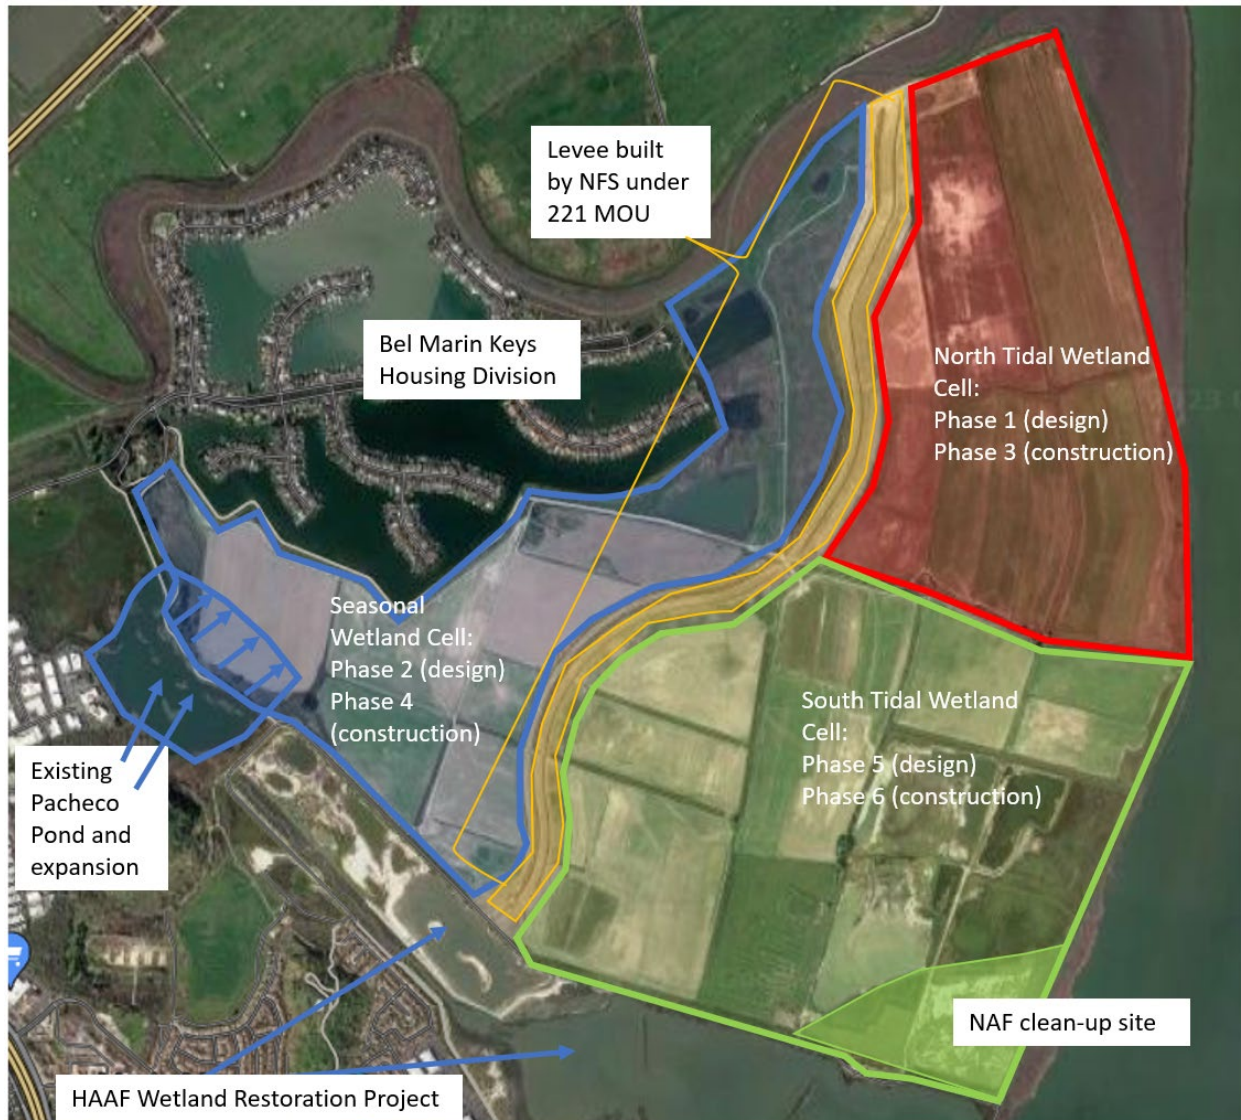 Levee built
by NFS under
221 MOU
Bel Marin Keys
Housing Division
North Tidal Wetland
Cell:
Phase 1 (design)
Phase 3 (construction)
Seasonal
Wetland Cell:
Phase 2 (design)
Phase 4
(construction)
South Tidal Wetland
Cell:
Phase 5 (design)
Phase 6 (construction)
Existing
Pacheco
Pond and
expansion
NAF clean-up site
HAAF Wetland Restoration Project